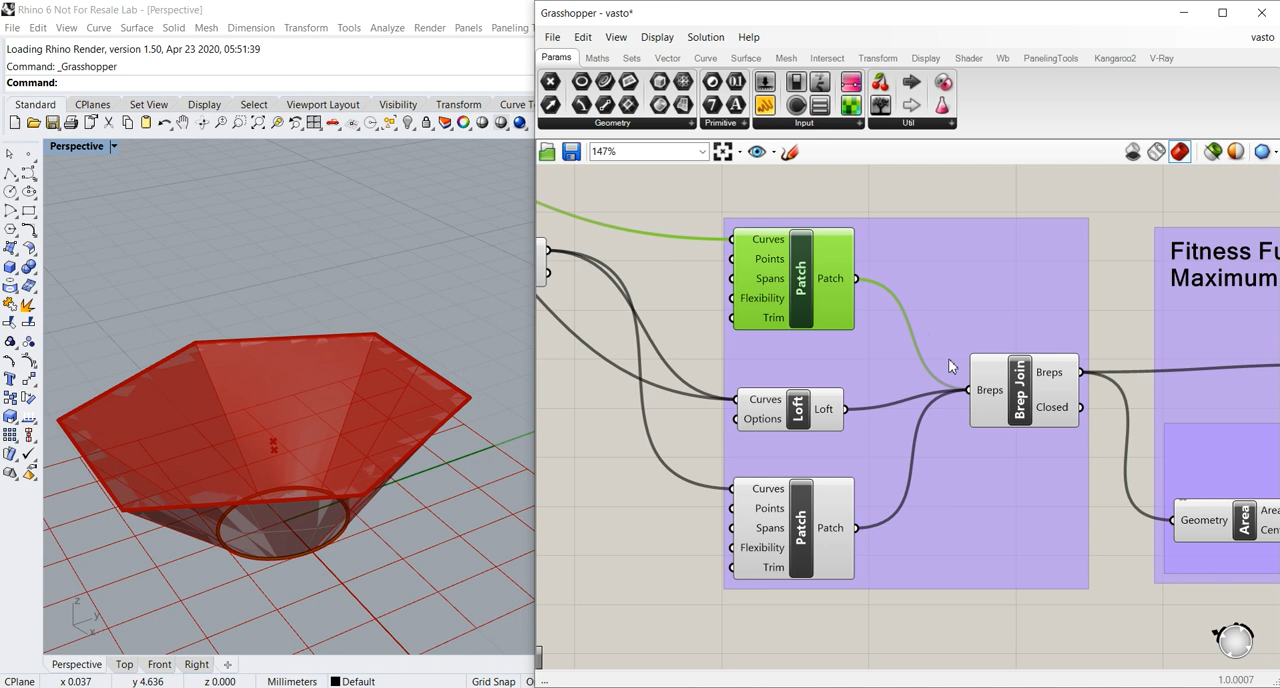 Rhino 6 Not For Resale Lab - [Perspective]
File Edit View Curve Surface Solid Mesh Dimension Transform Tools Analyze Render Panels Paneling T
Loading Rhino Render, version 1.50, Apr 23 2020, 05:51:39
Command: _Grasshopper
Command:
Standard CPlanes Set View Display Select Viewport Layout Visibility Transform Curve T
Perspective
z
y
x
Perspective Top Front Right
CPlane x 0.037 y 4.636 z 0.000 Millimeters Default Grid Snap O
Grasshopper - vasto*
File Edit View Display Solution Help vasto
Params Maths Sets Vector Curve Surface Mesh Intersect Transform Display Shader Wb PanelingTools Kangaroo2 V-Ray
Geometry Primitive Input Util
147%
Curves
Points
Spans
Flexibility
Trim
Patch
Patch
Curves
Options
Loft
Loft
Curves
Points
Spans
Flexibility
Trim
Patch
Patch
Breps
Brep Join
Breps
Closed
Fitness Fu
Maximum
Geometry
Area
Area
Cent
...
1.0.0007